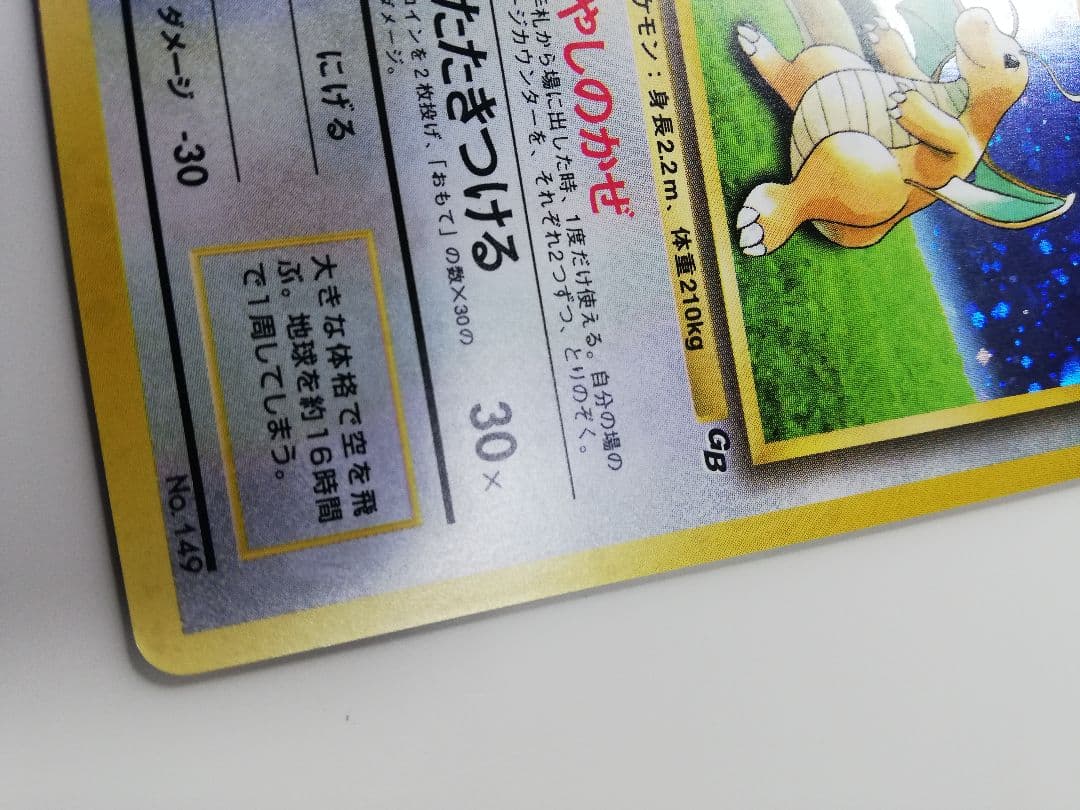 ケモン：身長2.2m、体重210kg
GB
やしのかぜ
手札から場に出した時、1度だけ使える。自分の場の
ージカウンターを、それぞれ2つずつ、とりのぞく。
たたきつける 30×
コインを2枚投げ、「おもて」の数×30の
ダメージ。
にげる
ダメージ -30
大きな体格で空を飛
ぶ。地球を約16時間
で1周してしまう。
No.149